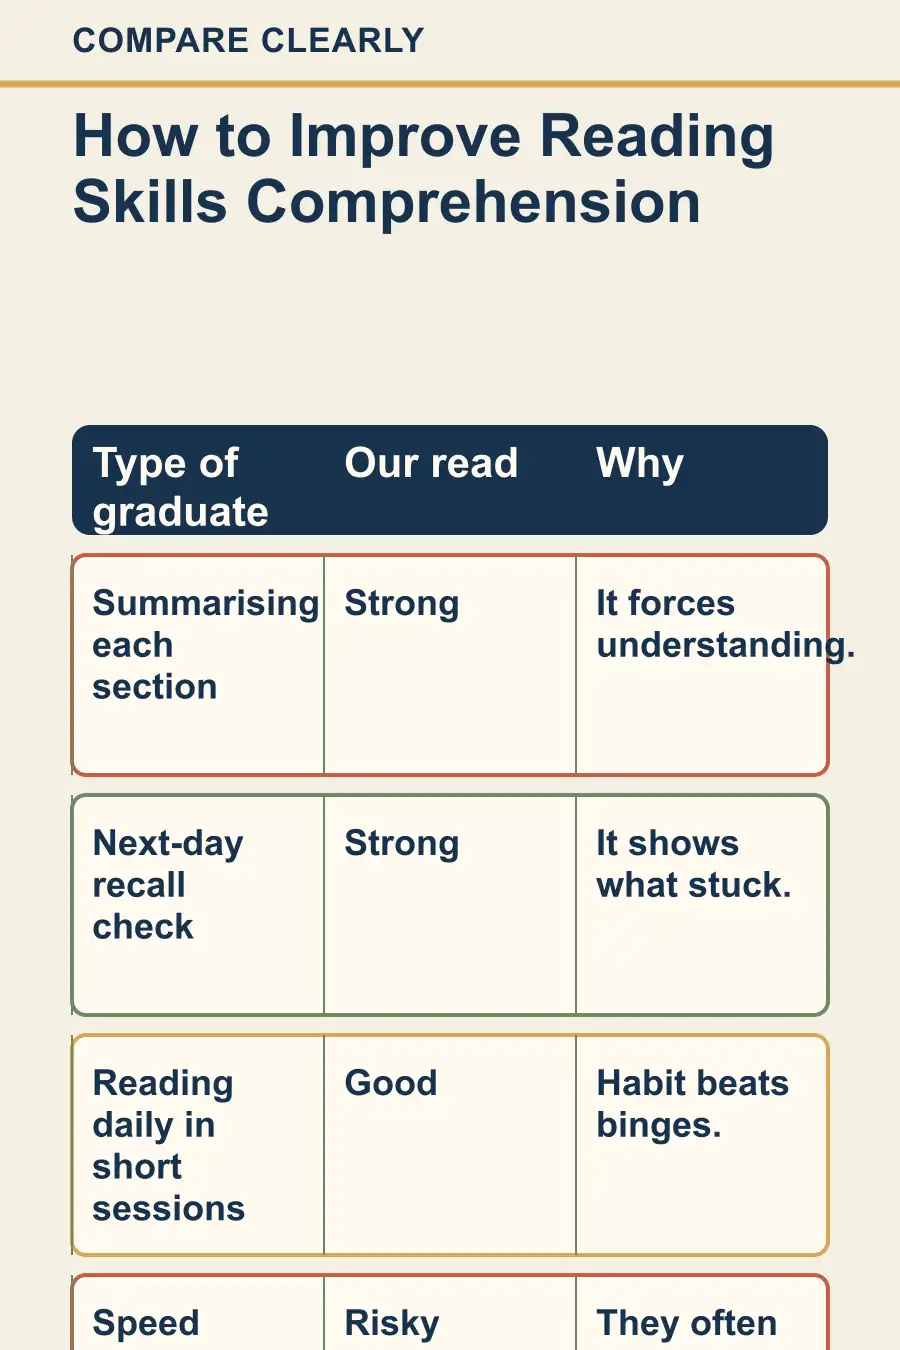 COMPARE CLEARLY
How to Improve Reading
Skills Comprehension
Type of
graduate
Our read
Why
Summarising
each
section
Strong
It forces
understanding.
Next-day
recall
check
Strong
It shows
what stuck.
Reading
daily in
short
sessions
Good
Habit beats
binges.
Speed
Risky
They often